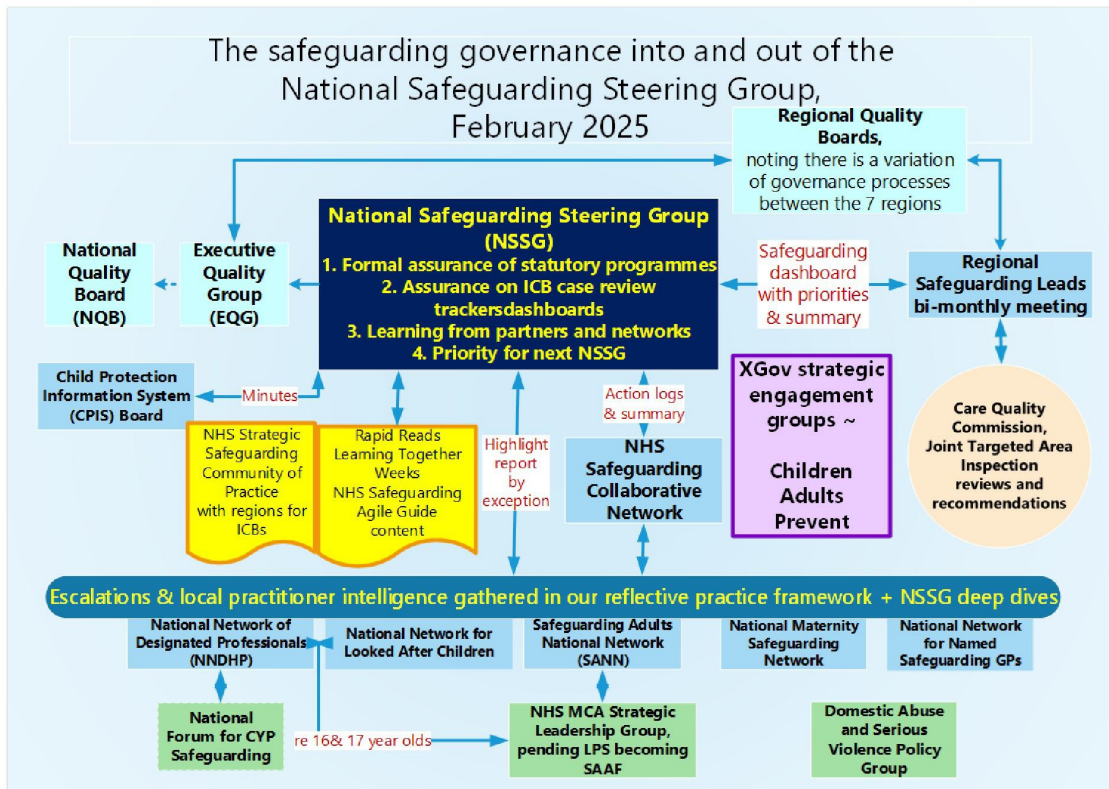 The safeguarding governance into and out of the
National Safeguarding Steering Group,
February 2025
Regional Quality
Boards,
noting there is a variation
of governance processes
between the 7 regions
National Safeguarding Steering Group
(NSSG)
1. Formal assurance of statutory programmes
2. Assurance on ICB case review
trackersdashboards
3. Learning from partners and networks
4. Priority for next NSSG
National
Quality
Board
(NQB)
Executive
Quality
Group
(EQG)
Safeguarding
dashboard
with priorities
& summary
Regional
Safeguarding Leads
bi-monthly meeting
Child Protection
Information System
(CPIS) Board
Minutes
NHS Strategic
Safeguarding
Community of
Practice
with regions for
ICBs
Rapid Reads
Learning Together
Weeks
NHS Safeguarding
Agile Guide
content
Highlight
report
by
exception
Action logs
& summary
NHS
Safeguarding
Collaborative
Network
XGov strategic
engagement
groups ~
Children
Adults
Prevent
Care Quality
Commission,
Joint Targeted Area
Inspection
reviews and
recommendations
Escalations & local practitioner intelligence gathered in our reflective practice framework + NSSG deep dives
National Network of
Designated Professionals
(NNDHP)
National Network for
Looked After Children
Safeguarding Adults
National Network
(SANN)
National Maternity
Safeguarding
Network
National Network
for Named
Safeguarding GPs
National
Forum for CYP
Safeguarding
re 16& 17 year olds
NHS MCA Strategic
Leadership Group,
pending LPS becoming
SAAF
Domestic Abuse
and Serious
Violence Policy
Group